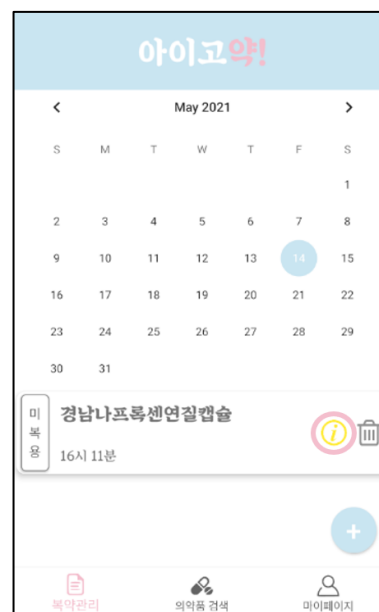 아이고약!
< May 2021 >
S M T W T F S
1
2 3 4 5 6 7 8
9 10 11 12 13 14 15
16 17 18 19 20 21 22
23 24 25 26 27 28 29
30 31
미복용
경남나프록센연질캡슐
i
16시 11분
+
복약관리 의약품 검색 마이페이지